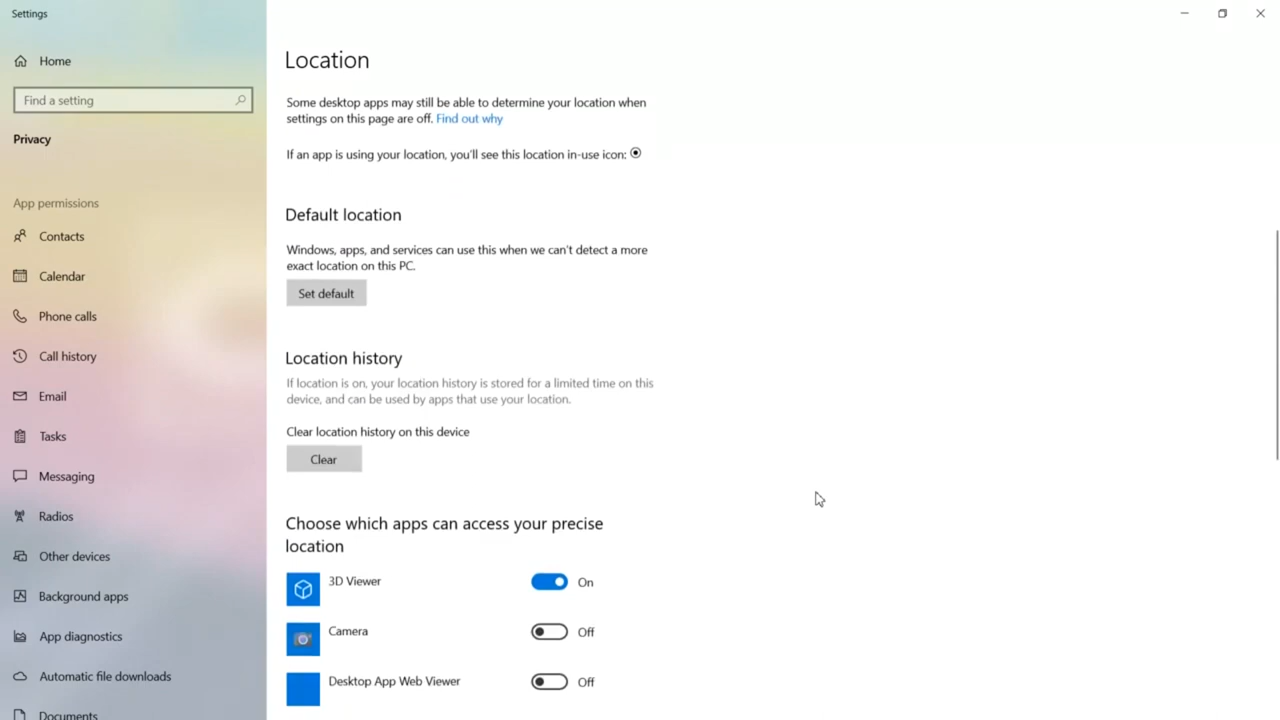 Settings
Home
Find a setting
Privacy
App permissions
Contacts
Calendar
Phone calls
Call history
Email
Tasks
Messaging
Radios
Other devices
Background apps
App diagnostics
Automatic file downloads
Documents
Location
Some desktop apps may still be able to determine your location when
settings on this page are off. Find out why
If an app is using your location, you'll see this location in-use icon:
Default location
Windows, apps, and services can use this when we can't detect a more
exact location on this PC.
Set default
Location history
If location is on, your location history is stored for a limited time on this
device, and can be used by apps that use your location.
Clear location history on this device
Clear
Choose which apps can access your precise
location
3D Viewer On
Camera Off
Desktop App Web Viewer Off